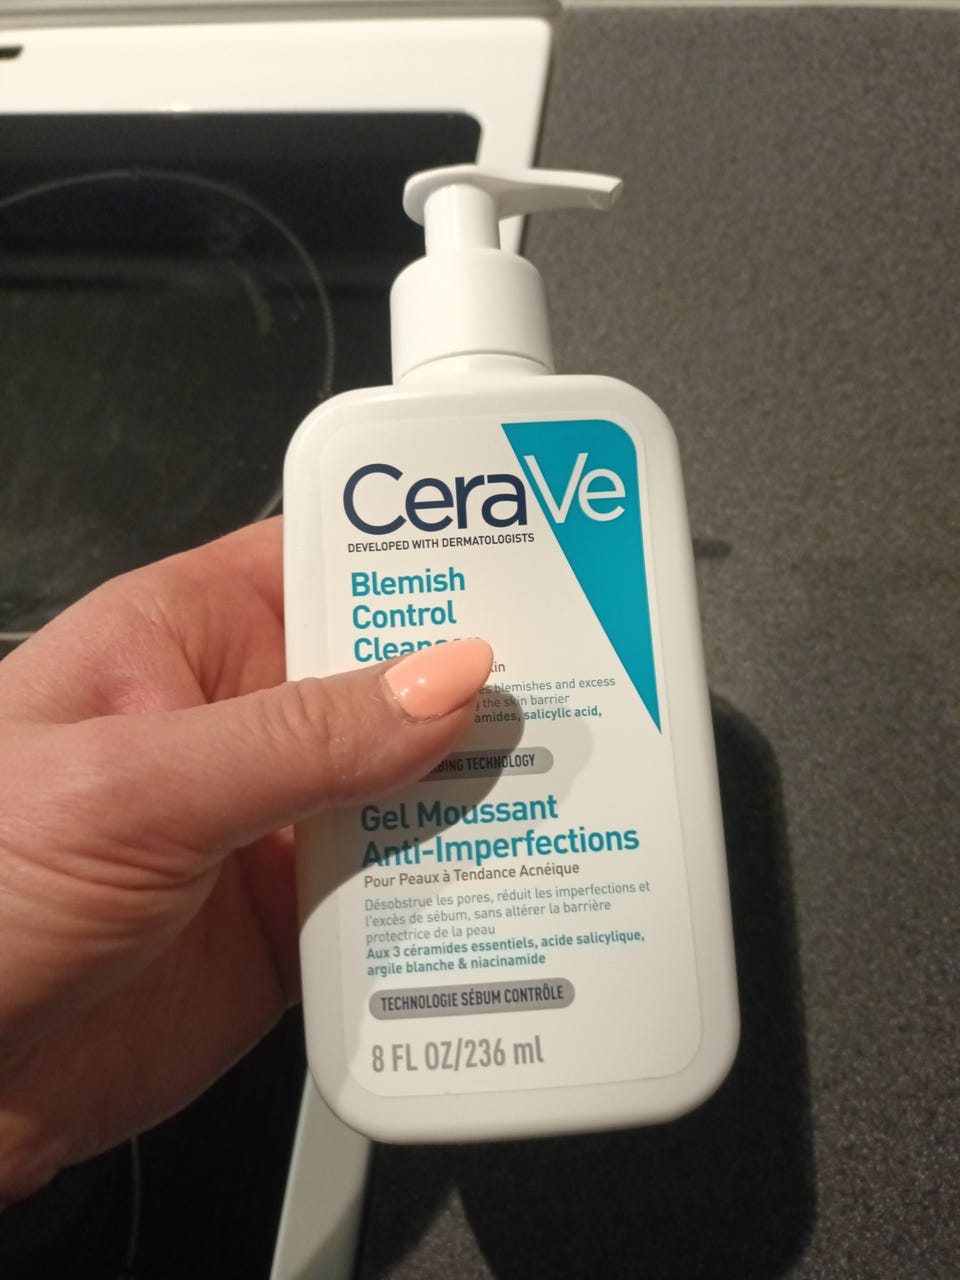 CeraVe
DEVELOPED WITH DERMATOLOGISTS
Blemish
Control
blemishes and excess
the skin barrier
salicylic acid,
TECHNOLOGY
Gel Moussant
Anti-Imperfections
Pour Peaux à Tendance Acnéique
Désobstrue les pores, réduit les imperfections et
l'excès de sébum, sans altérer la barrière
protectrice de la peau
Aux 3 céramides essentiels, acide salicylique,
argile blanche & niacinamide
TECHNOLOGIE SÉBUM CONTRÔLE
8 FL OZ/236 ml